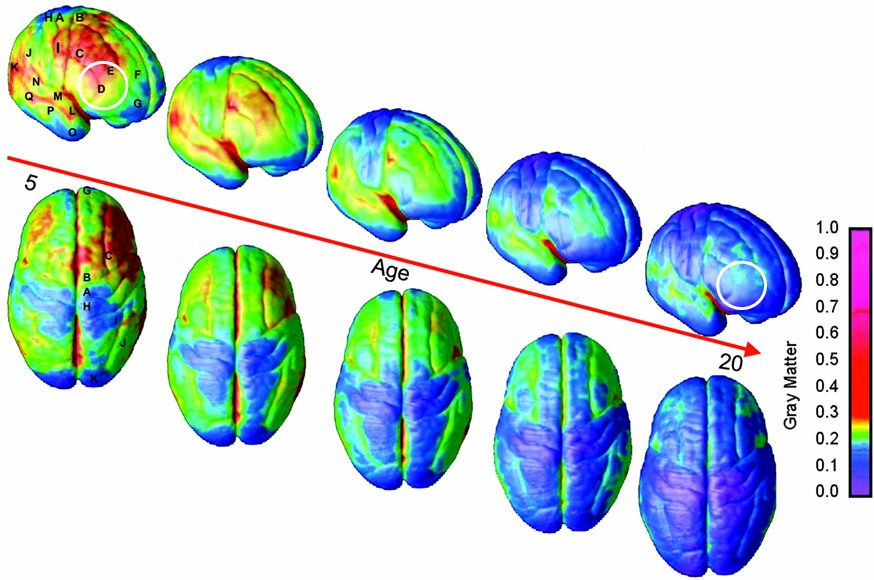 H A B
J I C
K E F
N D
Q M G
P L
O
5
Age
20
G
C
B
A
H
I
J
K
Gray Matter
1.0
0.9
0.8
0.7
0.6
0.5
0.4
0.3
0.2
0.1
0.0